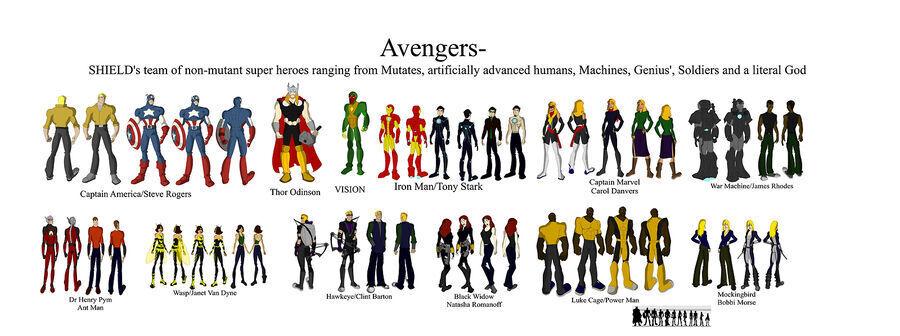 Avengers-
SHIELD's team of non-mutant super heroes ranging from Mutates, artificially advanced humans, Machines, Genius', Soldiers and a literal God
Captain America/Steve Rogers
Thor Odinson
VISION
Iron Man/Tony Stark
Captain Marvel
Carol Danvers
War Machine/James Rhodes
Dr Henry Pym
Ant Man
Wasp/Janet Van Dyne
Hawkeye/Clint Barton
Black Widow
Natasha Romanoff
Luke Cage/Power Man
Mockingbird
Bobbi Morse